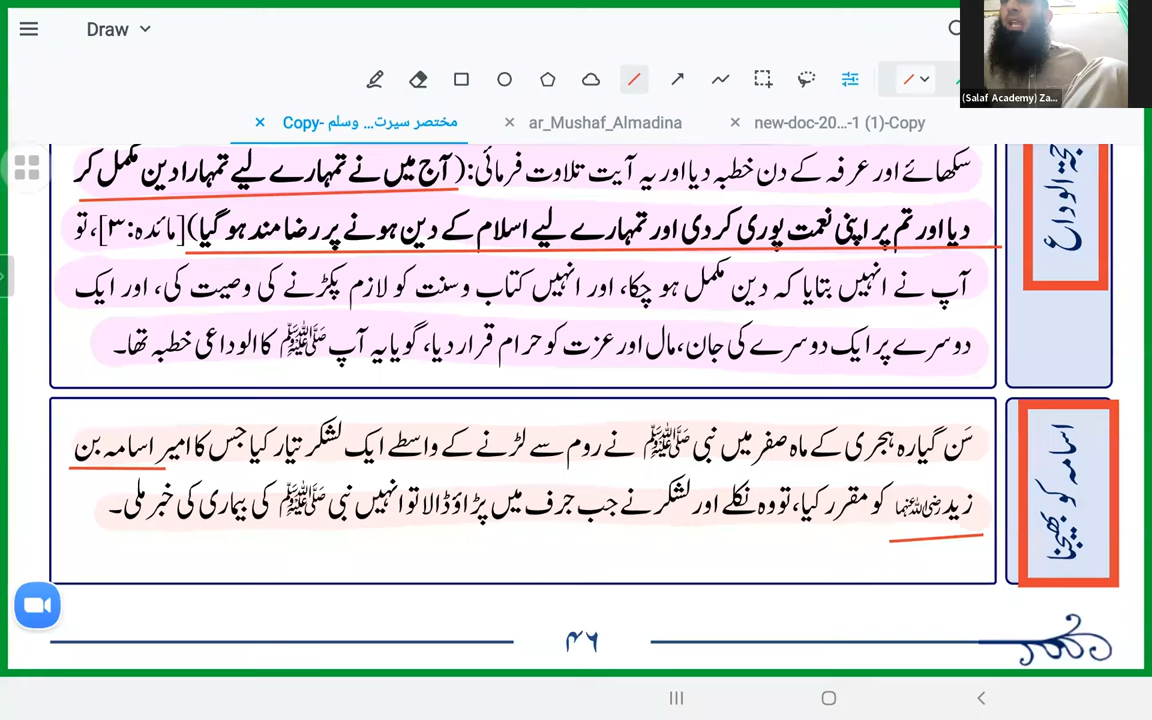 Draw
(Salaf Academy) Za...
Copy- مختصر سیرت... وسلم
ar_Mushaf_Almadina
new-doc-20...-1 (1)-Copy
سکھائے اور عرفہ کے دن خطبہ دیا اور یہ آیت تلاوت فرمائی: (آج میں نے تمہارے لیے تمہارا دین مکمل کر
دیا اور تم پر اپنی نعمت پوری کر دی اور تمہارے لیے اسلام کے دین ہونے پر رضامند ہو گیا) [مائدہ: ۳]، تو
آپ نے انہیں بتایا کہ دین مکمل ہو چکا، اور انہیں کتاب و سنت کو لازم پکڑنے کی وصیت کی، اور ایک
دوسرے پر ایک دوسرے کی جان، مال اور عزت کو حرام قرار دیا، گویا یہ آپ ﷺ کا الوداعی خطبہ تھا۔
الوداع
سَن گیارہ ہجری کے ماہ صفر میں نبی ﷺ نے روم سے لڑنے کے واسطے ایک لشکر تیار کیا جس کا امیر اسامہ بن
زید رضی اللہ عنہما کو مقرر کیا، تو وہ نکلے اور لشکر نے جب جرف میں پڑاؤ ڈالا تو انہیں نبی ﷺ کی بیماری کی خبر ملی۔
اسامہ کو بھیجنا
۴۶